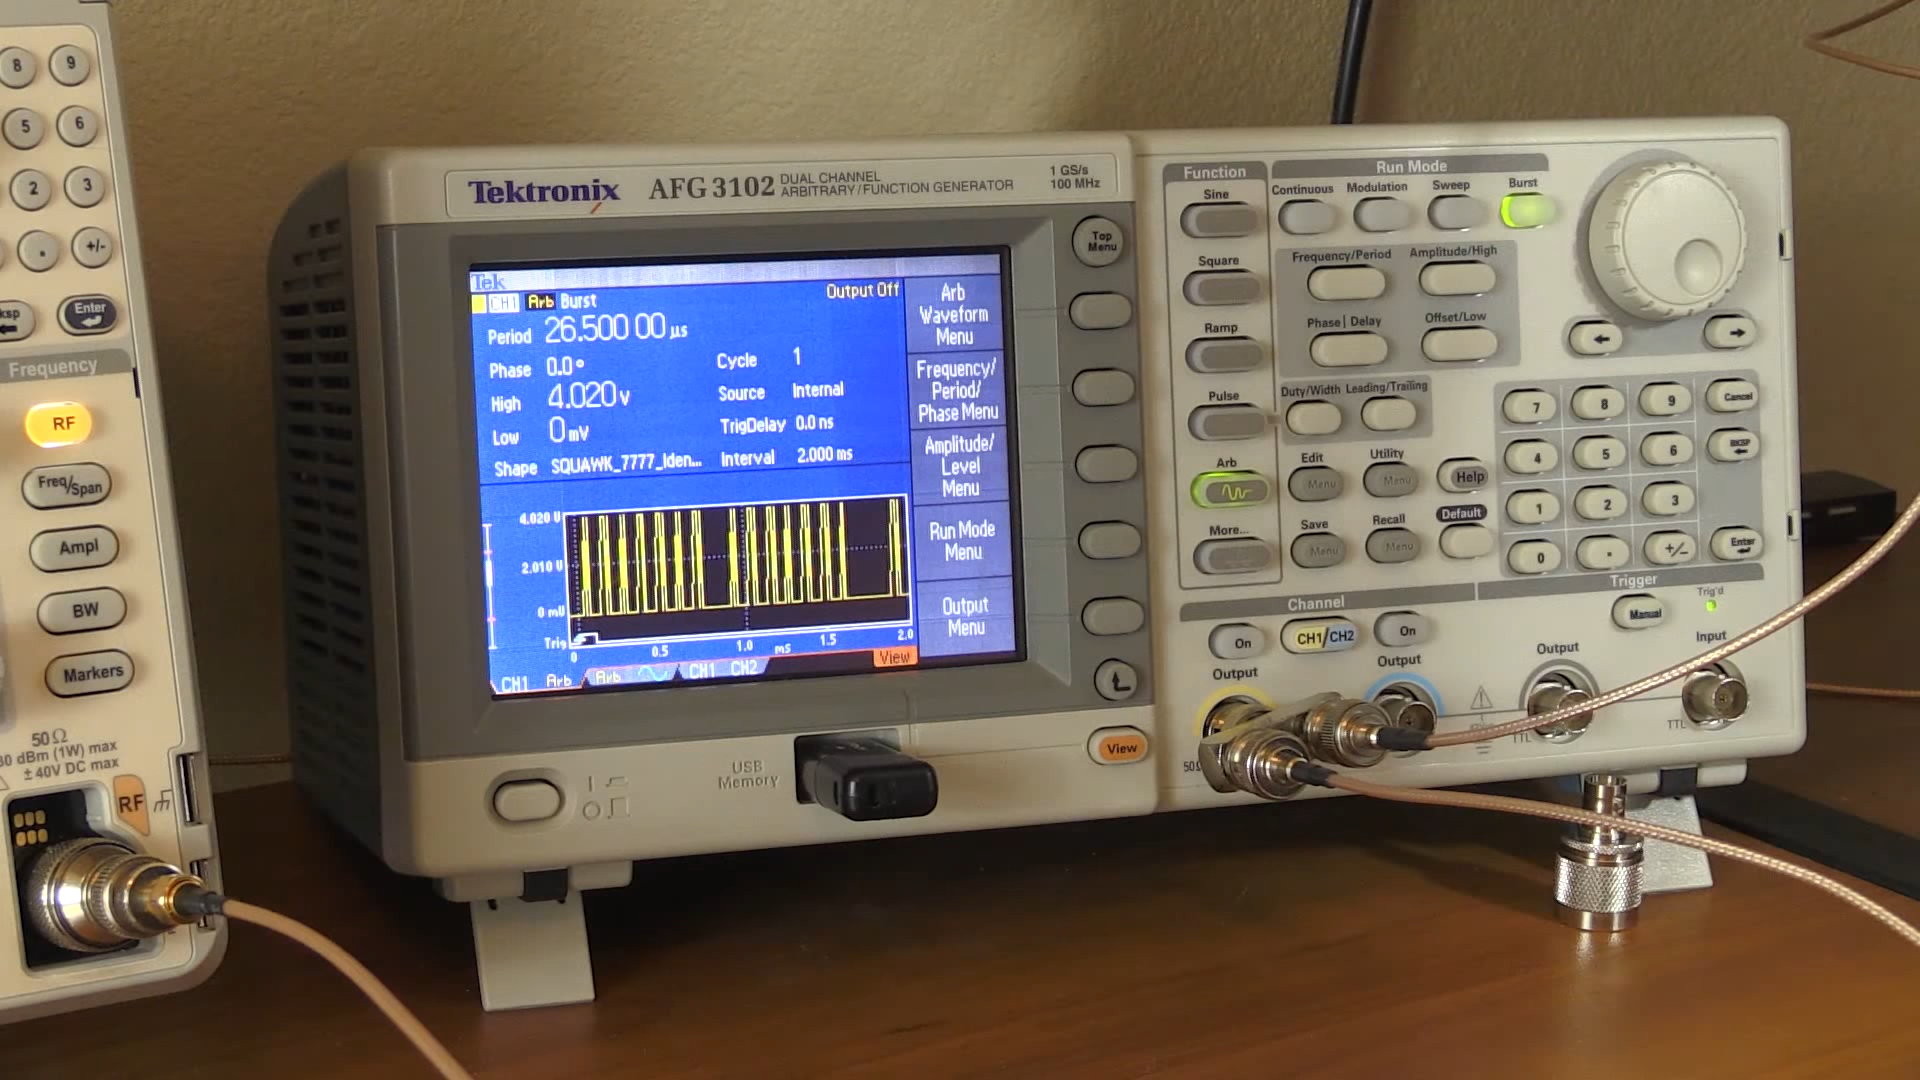 8 9
5 6
2 3
. +/-
ksp Enter
Frequency
RF
Freq/Span
Ampl
BW
Markers
50Ω
30 dBm (1W) max
± 40V DC max
RF
Tektronix AFG 3102 DUAL CHANNEL
ARBITRARY/FUNCTION GENERATOR
1 GS/s
100 MHz
Tek
CH1 Arb Burst
Output Off
Period 26.500 00 µs
Phase 0.0°
Cycle 1
High 4.020 V
Source Internal
Low 0 mV
TrigDelay 0.0 ns
Shape SQUAWK_7777_Iden...
Interval 2.000 ms
4.020 V
2.010 V
0 mV
Trig
0 0.5 1.0 ms 1.5 2.0
View
CH1 Arb Arb CH1 CH2
Arb
Waveform
Menu
Frequency/
Period/
Phase Menu
Amplitude/
Level
Menu
Run Mode
Menu
Output
Menu
Top
Menu
View
USB
Memory
Function
Sine
Square
Ramp
Pulse
Arb
More...
Run Mode
Continuous Modulation Sweep Burst
Frequency/Period Amplitude/High
Phase | Delay Offset/Low
Duty/Width Leading/Trailing
Edit Utility
Menu Menu Help
Save Recall Default
Menu Menu
7 8 9 Cancel
4 5 6 BKSP
1 2 3
0 . +/- Enter
Channel
On CH1/CH2 On
Output Output
50Ω
Trigger
Manual Trig'd
Output Input
TTL TTL